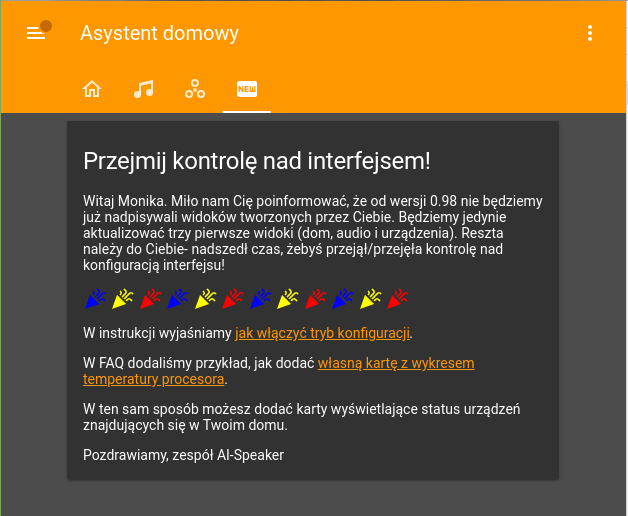 Asystent domowy
NEW
Przejmij kontrolę nad interfejsem!
Witaj Monika. Miło nam Cię poinformować, że od wersji 0.98 nie będziemy
już nadpisywali widoków tworzonych przez Ciebie. Będziemy jedynie
aktualizować trzy pierwsze widoki (dom, audio i urządzenia). Reszta
należy do Ciebie- nadszedł czas, żebyś przejął/przejęła kontrolę nad
konfiguracją interfejsu!
W instrukcji wyjaśniamy jak włączyć tryb konfiguracji.
W FAQ dodaliśmy przykład, jak dodać własną kartę z wykresem
temperatury procesora.
W ten sam sposób możesz dodać karty wyświetlające status urządzeń
znajdujących się w Twoim domu.
Pozdrawiamy, zespół AI-Speaker